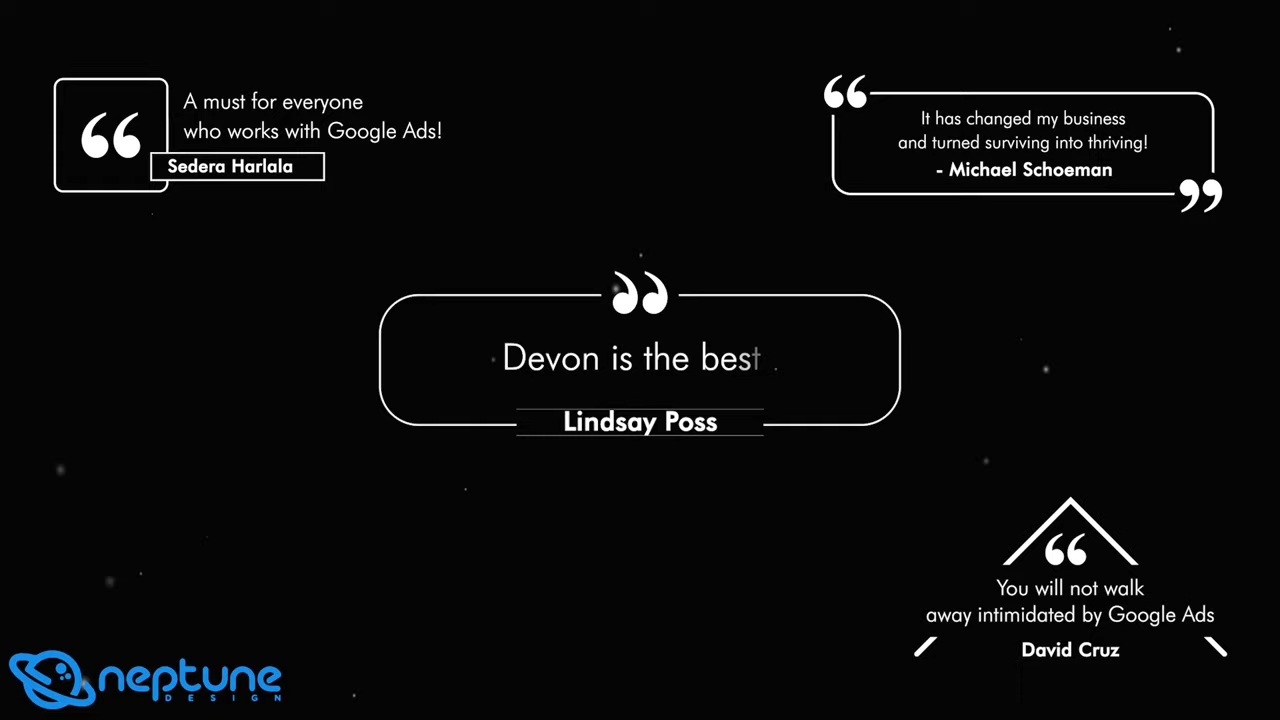 A must for everyone
who works with Google Ads!
Sedera Harlala
It has changed my business
and turned surviving into thriving!
- Michael Schoeman
Devon is the best
Lindsay Poss
You will not walk
away intimidated by Google Ads
David Cruz
neptune
DESIGN